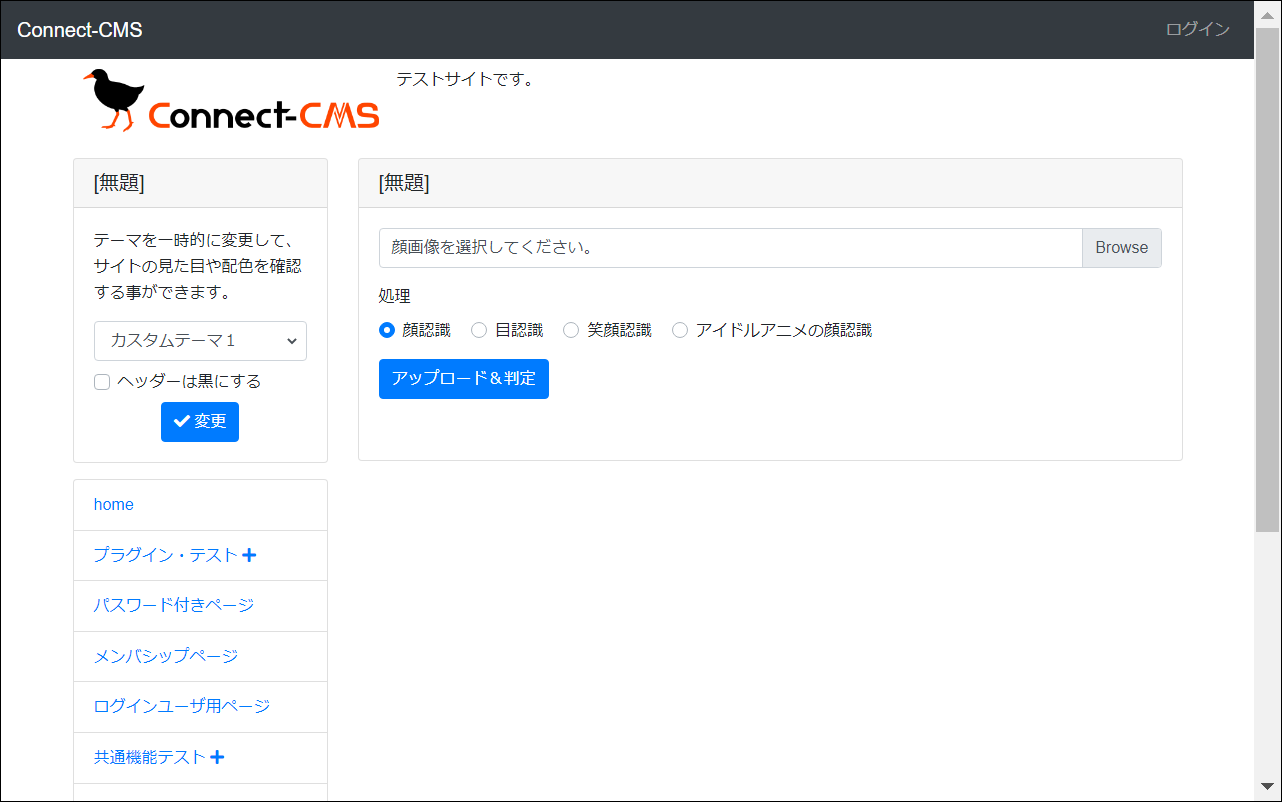 Connect-CMS
ログイン
Connect-CMS
テストサイトです。
[無題]
テーマを一時的に変更して、
サイトの見た目や配色を確認
する事ができます。
カスタムテーマ１
ヘッダーは黒にする
変更
[無題]
顔画像を選択してください。
Browse
処理
顔認識
目認識
笑顔認識
アイドルアニメの顔認識
アップロード＆判定
home
プラグイン・テスト
パスワード付きページ
メンバシップページ
ログインユーザ用ページ
共通機能テスト